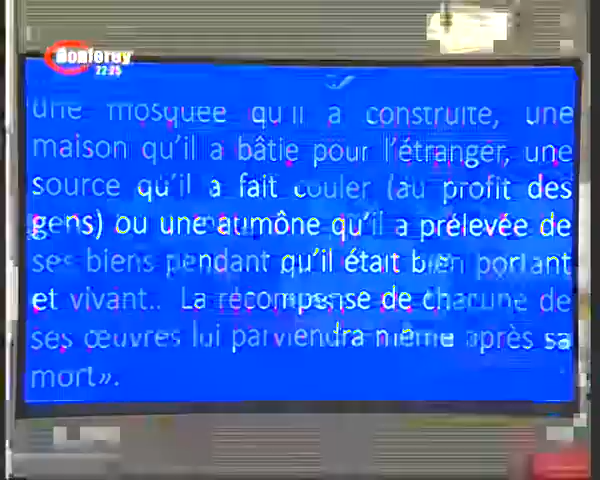 Monferay
22:25
une mosquée qu'il a construite, une
maison qu'il a bâtie pour l'étranger, une
source qu'il a fait couler (au profit des
gens) ou une aumône qu'il a prélevée de
ses biens pendant qu'il était bien portant
et vivant.. La récompense de chacune de
ses œuvres lui parviendra même après sa
mort».